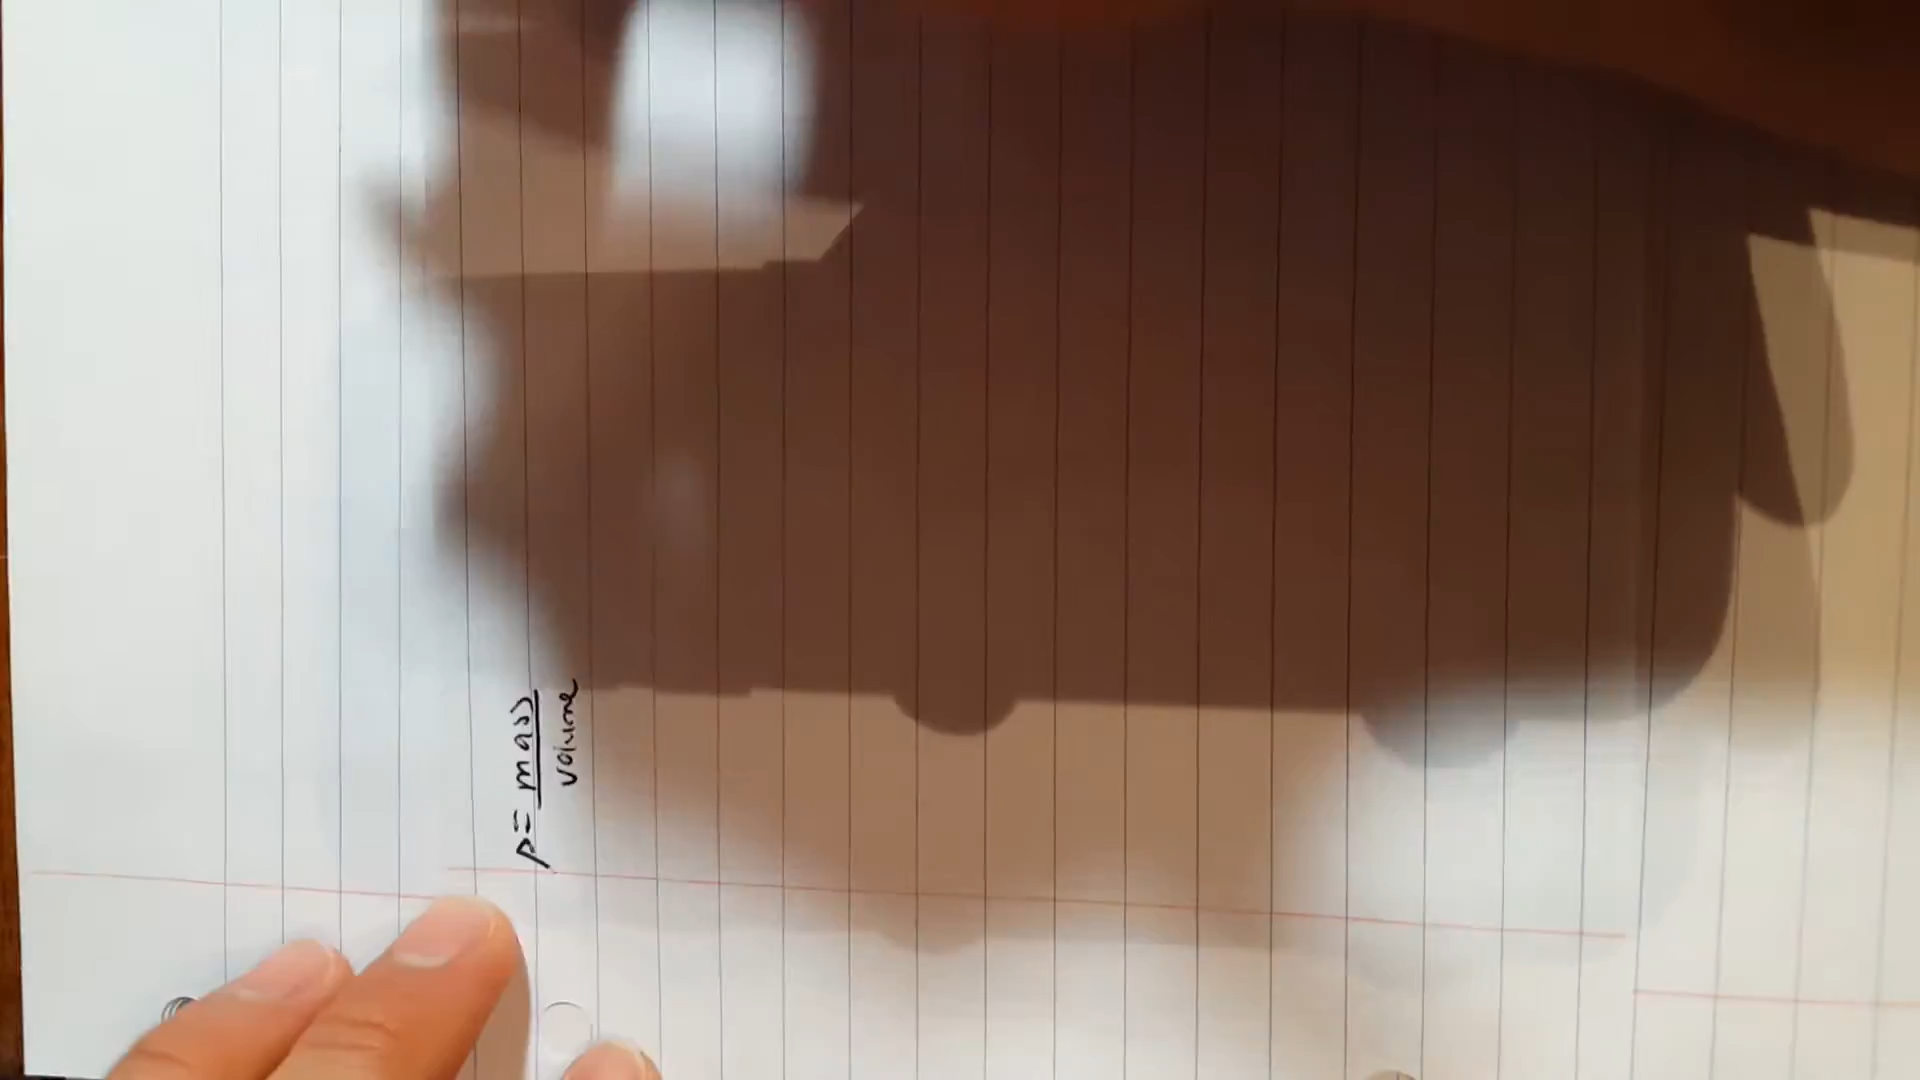 ρ = mass
volume